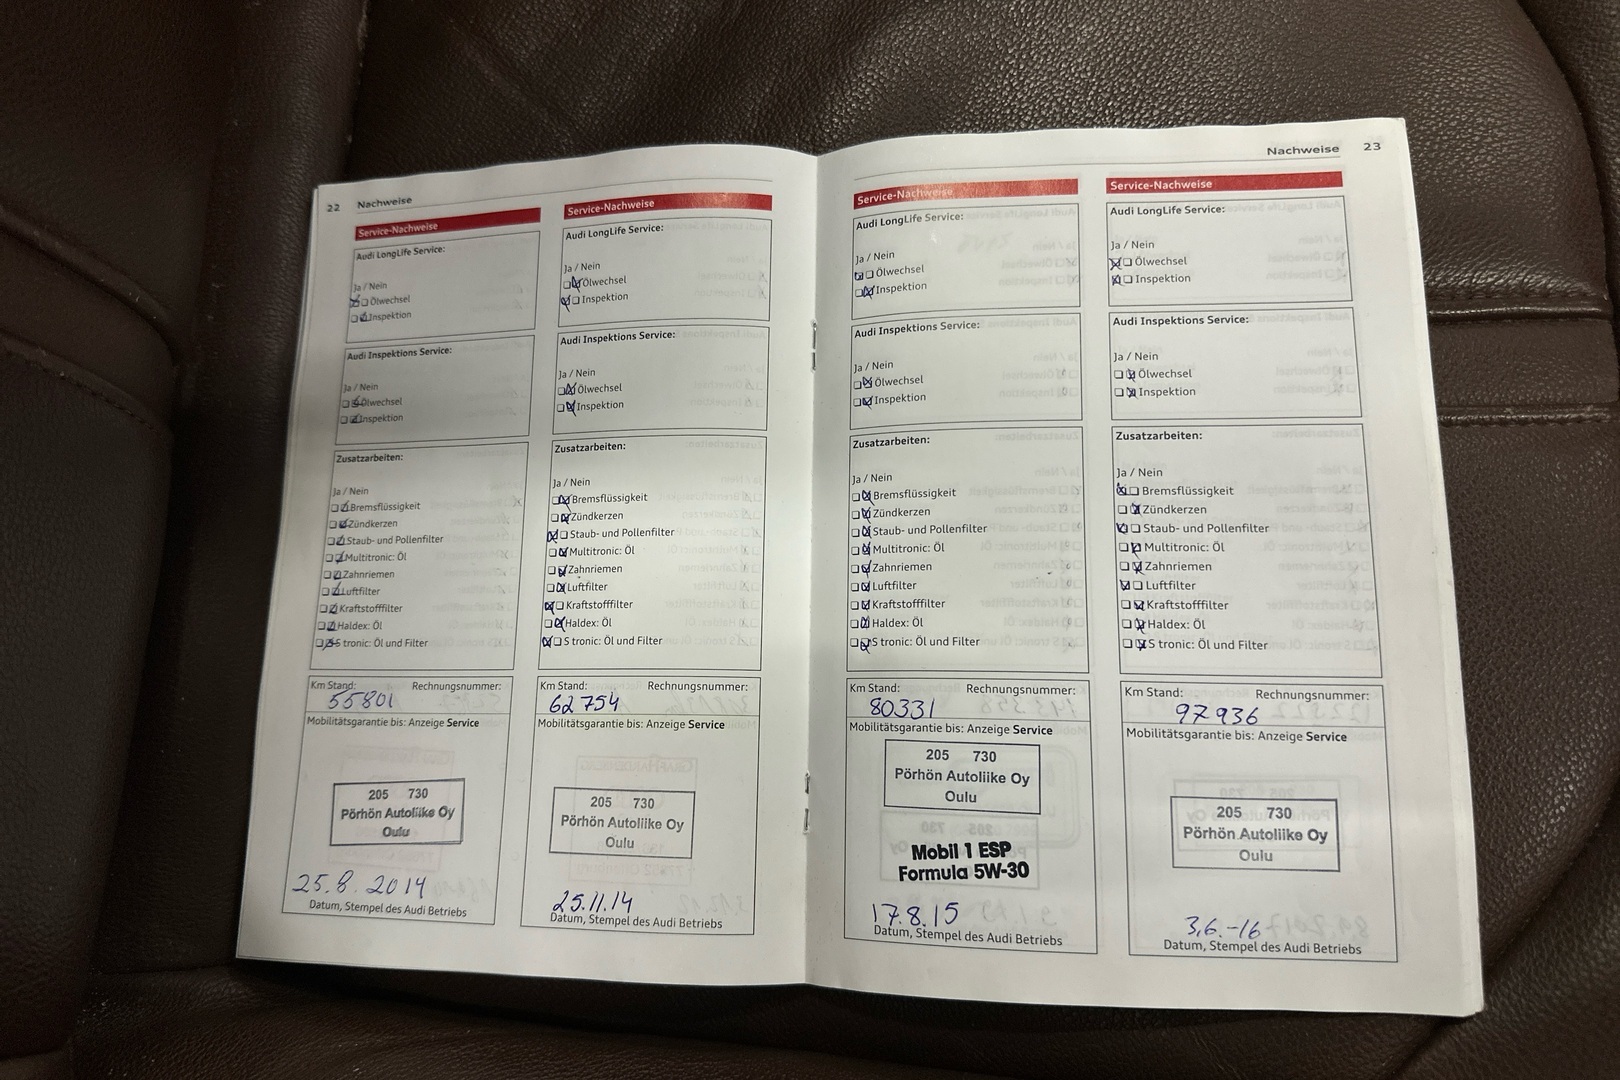 22 Nachweise
Service-Nachweise
Audi LongLife Service:
Ja / Nein
Ölwechsel
Inspektion
Audi Inspektions Service:
Ja / Nein
Ölwechsel
Inspektion
Zusatzarbeiten:
Ja / Nein
Bremsflüssigkeit
Zündkerzen
Staub- und Pollenfilter
Multitronic: Öl
Zahnriemen
Luftfilter
Kraftstofffilter
Haldex: Öl
S tronic: Öl und Filter
Km Stand: Rechnungsnummer:
55801
Mobilitätsgarantie bis: Anzeige Service
205 730
Pörhön Autoliike Oy
Oulu
25.8.2014
Datum, Stempel des Audi Betriebs
Service-Nachweise
Audi LongLife Service:
Ja / Nein
Ölwechsel
Inspektion
Audi Inspektions Service:
Ja / Nein
Ölwechsel
Inspektion
Zusatzarbeiten:
Ja / Nein
Bremsflüssigkeit
Zündkerzen
Staub- und Pollenfilter
Multitronic: Öl
Zahnriemen
Luftfilter
Kraftstofffilter
Haldex: Öl
S tronic: Öl und Filter
Km Stand: Rechnungsnummer:
62 754
Mobilitätsgarantie bis: Anzeige Service
205 730
Pörhön Autoliike Oy
Oulu
25.11.14
Datum, Stempel des Audi Betriebs
Nachweise 23
Service-Nachweise
Audi LongLife Service:
Ja / Nein
Ölwechsel
Inspektion
Audi Inspektions Service:
Ja / Nein
Ölwechsel
Inspektion
Zusatzarbeiten:
Ja / Nein
Bremsflüssigkeit
Zündkerzen
Staub- und Pollenfilter
Multitronic: Öl
Zahnriemen
Luftfilter
Kraftstofffilter
Haldex: Öl
S tronic: Öl und Filter
Km Stand: Rechnungsnummer:
80331
Mobilitätsgarantie bis: Anzeige Service
205 730
Pörhön Autoliike Oy
Oulu
Mobil 1 ESP
Formula 5W-30
17.8.15
Datum, Stempel des Audi Betriebs
Service-Nachweise
Audi LongLife Service:
Ja / Nein
Ölwechsel
Inspektion
Audi Inspektions Service:
Ja / Nein
Ölwechsel
Inspektion
Zusatzarbeiten:
Ja / Nein
Bremsflüssigkeit
Zündkerzen
Staub- und Pollenfilter
Multitronic: Öl
Zahnriemen
Luftfilter
Kraftstofffilter
Haldex: Öl
S tronic: Öl und Filter
Km Stand: Rechnungsnummer:
97 936
Mobilitätsgarantie bis: Anzeige Service
205 730
Pörhön Autoliike Oy
Oulu
3.6.-16
Datum, Stempel des Audi Betriebs